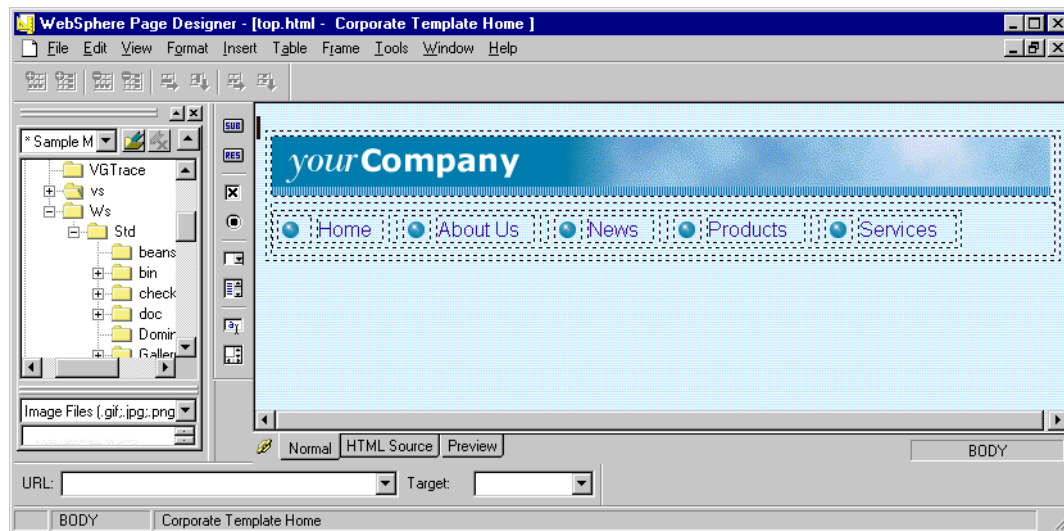 WebSphere Page Designer - [top.html - Corporate Template Home ]
File Edit View Format Insert Table Frame Tools Window Help
* Sample M
VGTrace
vs
Ws
Std
beans
bin
check
doc
Domin
Galler
Image Files (.gif;.jpg;.png
SUB
RES
yourCompany
Home About Us News Products Services
Normal HTML Source Preview
BODY
URL: Target:
BODY Corporate Template Home